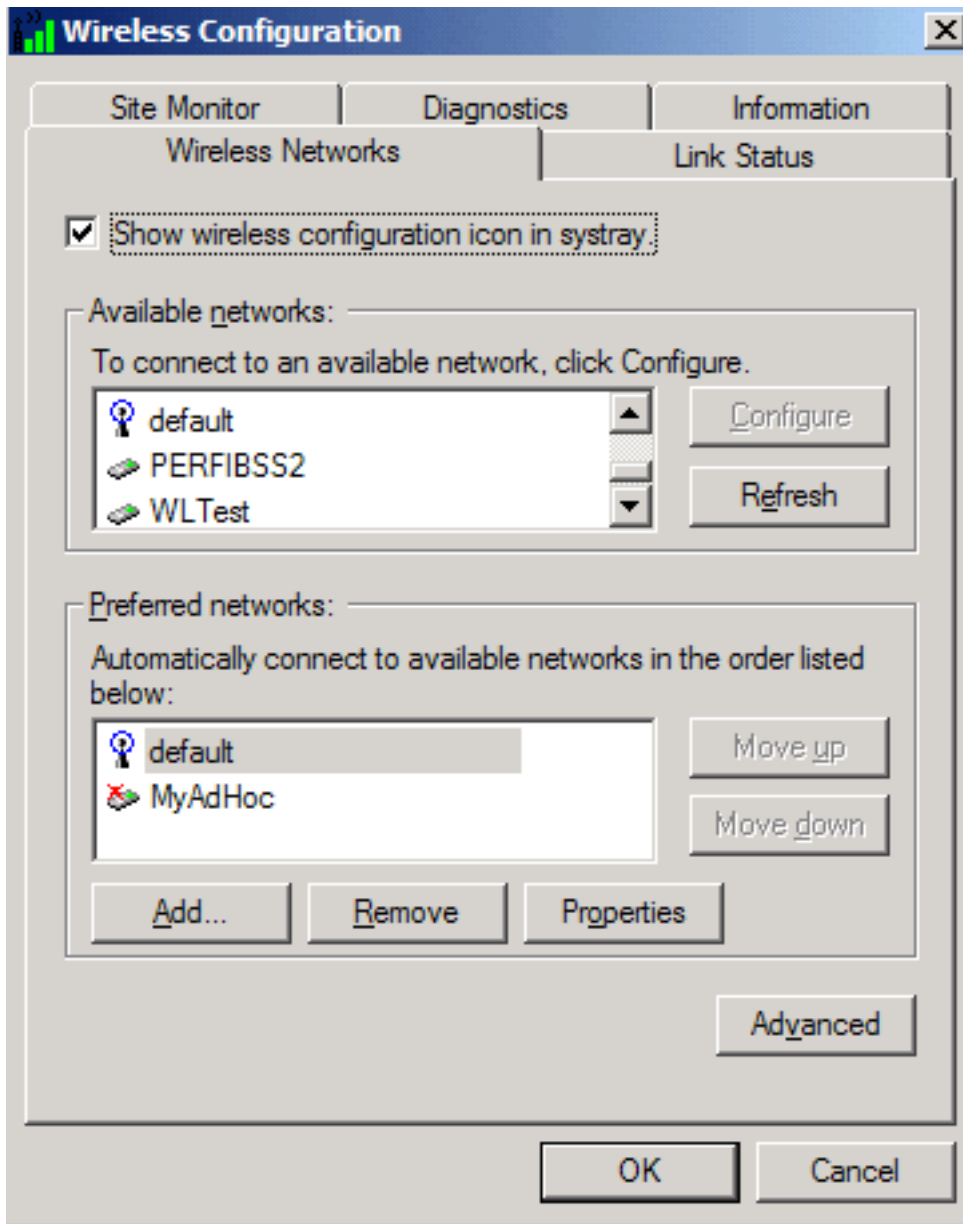 Wireless Configuration
Site Monitor
Diagnostics
Information
Wireless Networks
Link Status
Show wireless configuration icon in systray.
Available networks:
To connect to an available network, click Configure.
default
PERFIBSS2
WLTest
Configure
Refresh
Preferred networks:
Automatically connect to available networks in the order listed
below:
default
MyAdHoc
Move up
Move down
Add...
Remove
Properties
Advanced
OK
Cancel